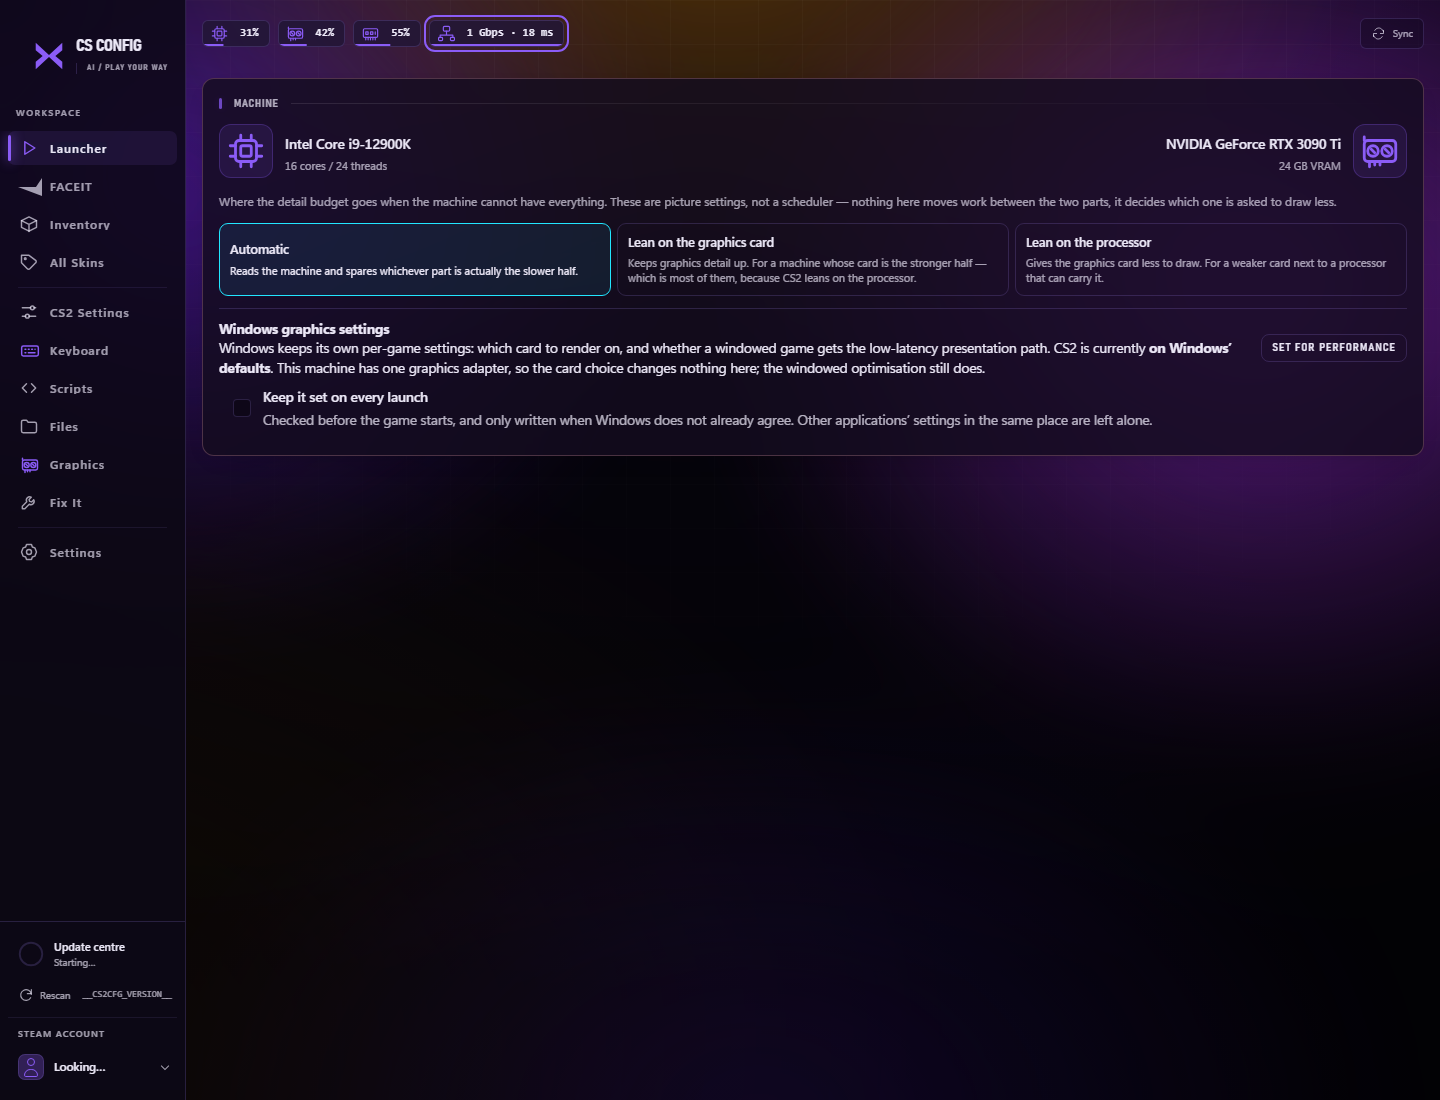 CS CONFIG
AI / PLAY YOUR WAY
WORKSPACE
Launcher
FACEIT
Inventory
All Skins
CS2 Settings
Keyboard
Scripts
Files
Graphics
Fix It
Settings
Update centre
Starting...
Rescan
__CS2CFG_VERSION__
STEAM ACCOUNT
Looking...
31%
42%
55%
1 Gbps · 18 ms
Sync
MACHINE
Intel Core i9-12900K
16 cores / 24 threads
NVIDIA GeForce RTX 3090 Ti
24 GB VRAM
Where the detail budget goes when the machine cannot have everything. These are picture settings, not a scheduler — nothing here moves work between the two parts, it decides which one is asked to draw less.
Automatic
Reads the machine and spares whichever part is actually the slower half.
Lean on the graphics card
Keeps graphics detail up. For a machine whose card is the stronger half —
which is most of them, because CS2 leans on the processor.
Lean on the processor
Gives the graphics card less to draw. For a weaker card next to a processor
that can carry it.
Windows graphics settings
Windows keeps its own per-game settings: which card to render on, and whether a windowed game gets the low-latency presentation path. CS2 is currently on Windows’
defaults. This machine has one graphics adapter, so the card choice changes nothing here; the windowed optimisation still does.
SET FOR PERFORMANCE
Keep it set on every launch
Checked before the game starts, and only written when Windows does not already agree. Other applications’ settings in the same place are left alone.